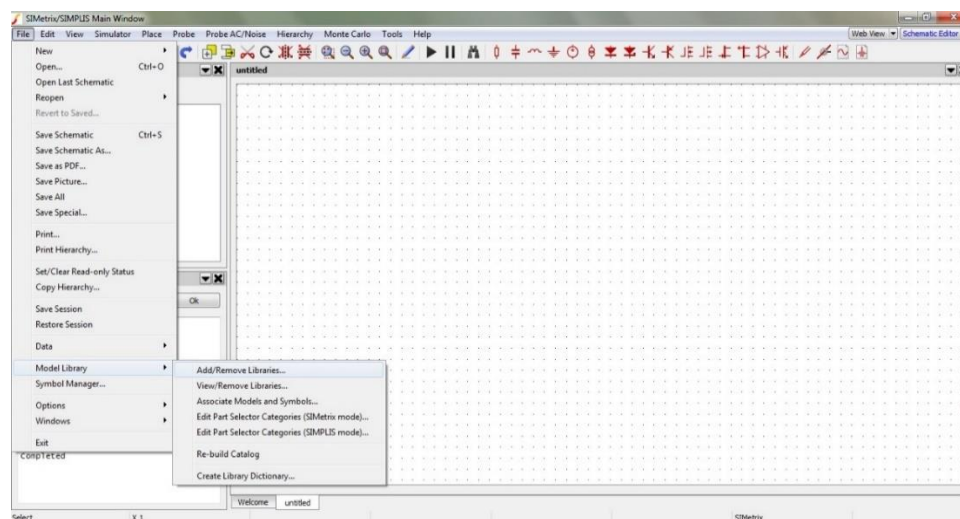 SIMetrix/SIMPLIS Main Window
File Edit View Simulator Place Probe Probe AC/Noise Hierarchy Monte Carlo Tools Help Web View Schematic Editor
New
Open... Ctrl+O
Open Last Schematic
Reopen
Revert to Saved...
Save Schematic Ctrl+S
Save Schematic As...
Save as PDF...
Save Picture...
Save All
Save Special...
Print...
Print Hierarchy...
Set/Clear Read-only Status
Copy Hierarchy...
Save Session
Restore Session
Data
Model Library
Symbol Manager...
Options
Windows
Exit
untitled
Ok
Add/Remove Libraries...
View/Remove Libraries...
Associate Models and Symbols...
Edit Part Selector Categories (SIMetrix mode)...
Edit Part Selector Categories (SIMPLIS mode)...
Re-build Catalog
Create Library Dictionary...
Completed
Welcome untitled
Select X 1 SIMetrix